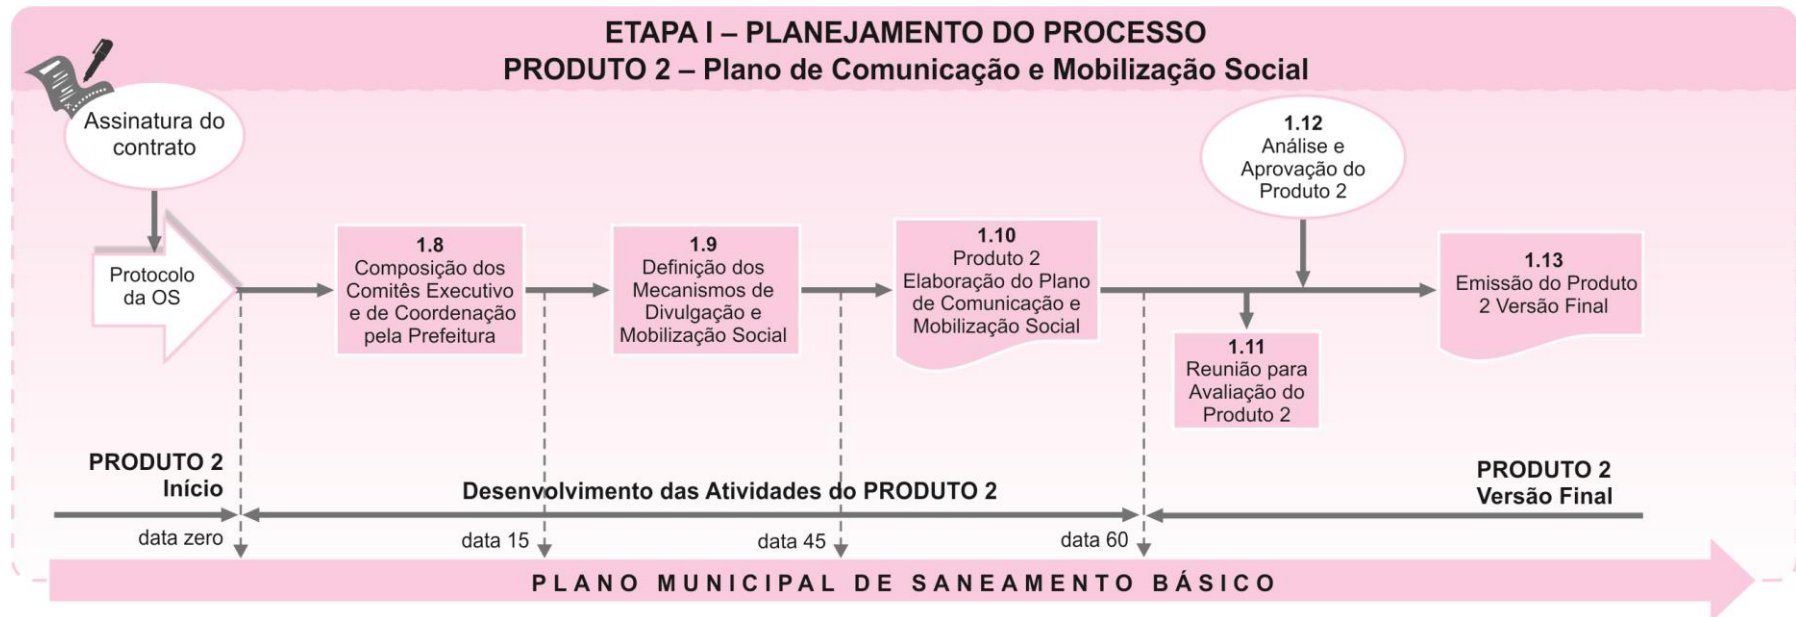 ETAPA I – PLANEJAMENTO DO PROCESSO
PRODUTO 2 – Plano de Comunicação e Mobilização Social
Assinatura do
contrato
Protocolo
da OS
1.8
Composição dos
Comitês Executivo
e de Coordenação
pela Prefeitura
1.9
Definição dos
Mecanismos de
Divulgação e
Mobilização Social
1.10
Produto 2
Elaboração do Plano
de Comunicação e
Mobilização Social
1.12
Análise e
Aprovação do
Produto 2
1.11
Reunião para
Avaliação do
Produto 2
1.13
Emissão do Produto
2 Versão Final
PRODUTO 2
Início
Desenvolvimento das Atividades do PRODUTO 2
PRODUTO 2
Versão Final
data zero
data 15
data 45
data 60
PLANO MUNICIPAL DE SANEAMENTO BÁSICO